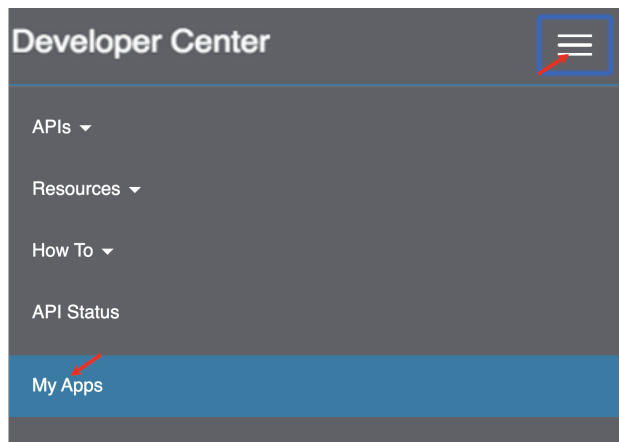 Developer Center
APIs
Resources
How To
API Status
My Apps